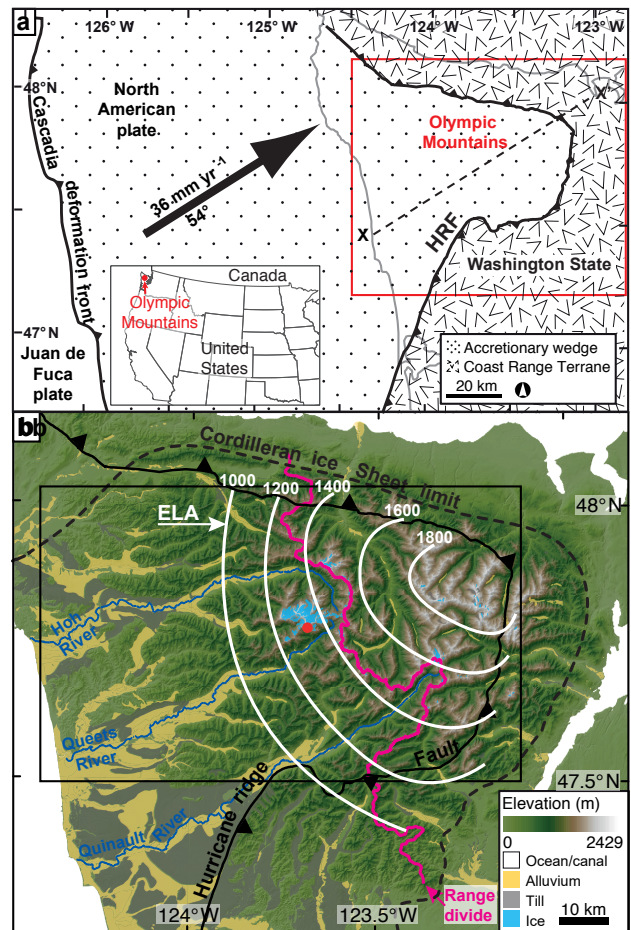 a
126°W
125°W
124°W
123°W
48°N
North
American
plate
Cascadia deformation front
36 mm yr-1
54°
Olympic
Mountains
X'
X
HRF
Washington State
Canada
Olympic
Mountains
United
States
47°N
Juan de
Fuca
plate
Accretionary wedge
Coast Range Terrane
20 km
bb
Cordilleran ice Sheet limit
1000
1200
1400
1600
1800
48°N
ELA
Hoh
River
Queets
River
Quinault River
Hurricane ridge
Fault
47.5°N
Range
divide
124°W
123.5°W
Elevation (m)
0
2429
Ocean/canal
Alluvium
Till
Ice
10 km